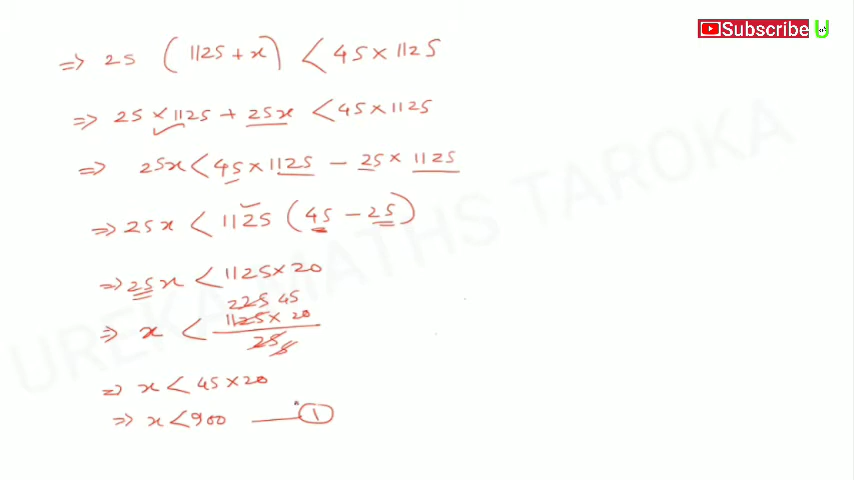 Subscribe U
⇒ 25 (1125 + x) < 45 × 1125
⇒ 25 × 1125 + 25x < 45 × 1125
⇒ 25x < 45 × 1125 - 25 × 1125
⇒ 25x < 1125 (45 - 25)
⇒ 25x < 1125 × 20
225 45
⇒ x < 1125 × 20 / 25 5
⇒ x < 45 × 20
⇒ x < 900 — 1
UREKA MATHS TAROKA